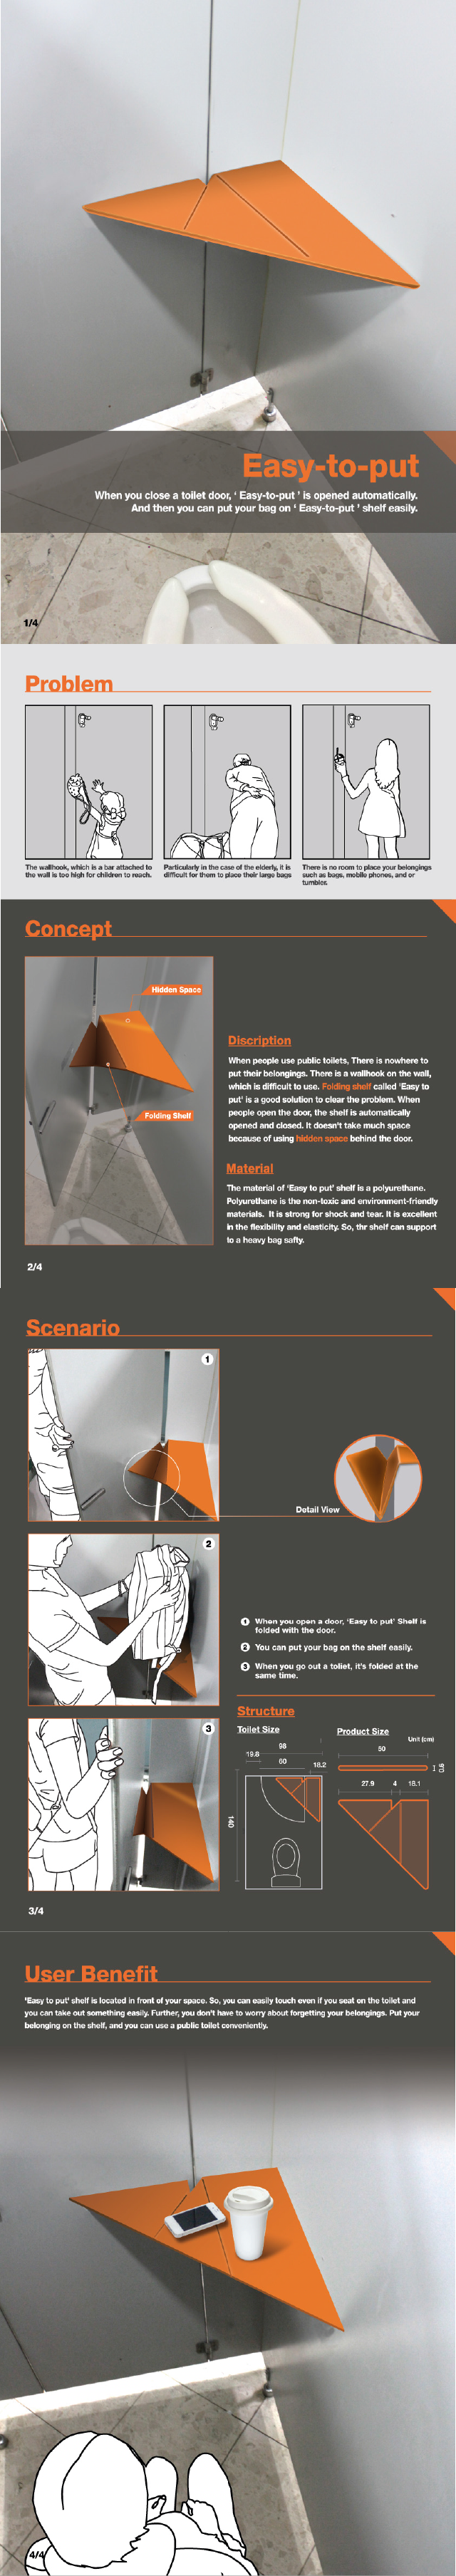 Easy-to-put
When you close a toilet door, ‘ Easy-to-put ’ is opened automatically.
And then you can put your bag on ‘ Easy-to-put ’ shelf easily.
1/4
Problem
The wallhook, which is a bar attached to
the wall is too high for children to reach.
Particularly in the case of the elderly, it is
difficult for them to place their large bags
There is no room to place your belongings
such as bags, mobile phones, and or
tumbler.
Concept
Hidden Space
Folding Shelf
Discription
When people use public toilets, There is nowhere to
put their belongings. There is a wallhook on the wall,
which is difficult to use. Folding shelf called ‘Easy to
put’ is a good solution to clear the problem. When
people open the door, the shelf is automatically
opened and closed. It doesn’t take much space
because of using hidden space behind the door.
Material
The material of ‘Easy to put’ shelf is a polyurethane.
Polyurethane is the non-toxic and environment-friendly
materials. It is strong for shock and tear. It is excellent
in the flexibility and elasticity. So, thr shelf can support
to a heavy bag safty.
2/4
Scenario
1
Detail View
2
1 When you open a door, ‘Easy to put’ Shelf is
folded with the door.
2 You can put your bag on the shelf easily.
3 When you go out a toliet, it’s folded at the
same time.
3
Structure
Toilet Size
98
19.8
60
18.2
140
Product Size
Unit (cm)
50
0.6
27.9 4 18.1
3/4
User Benefit
‘Easy to put’ shelf is located in front of your space. So, you can easily touch even if you seat on the toilet and
you can take out something easily. Further, you don’t have to worry about forgetting your belongings. Put your
belonging on the shelf, and you can use a public toilet conveniently.
4/4